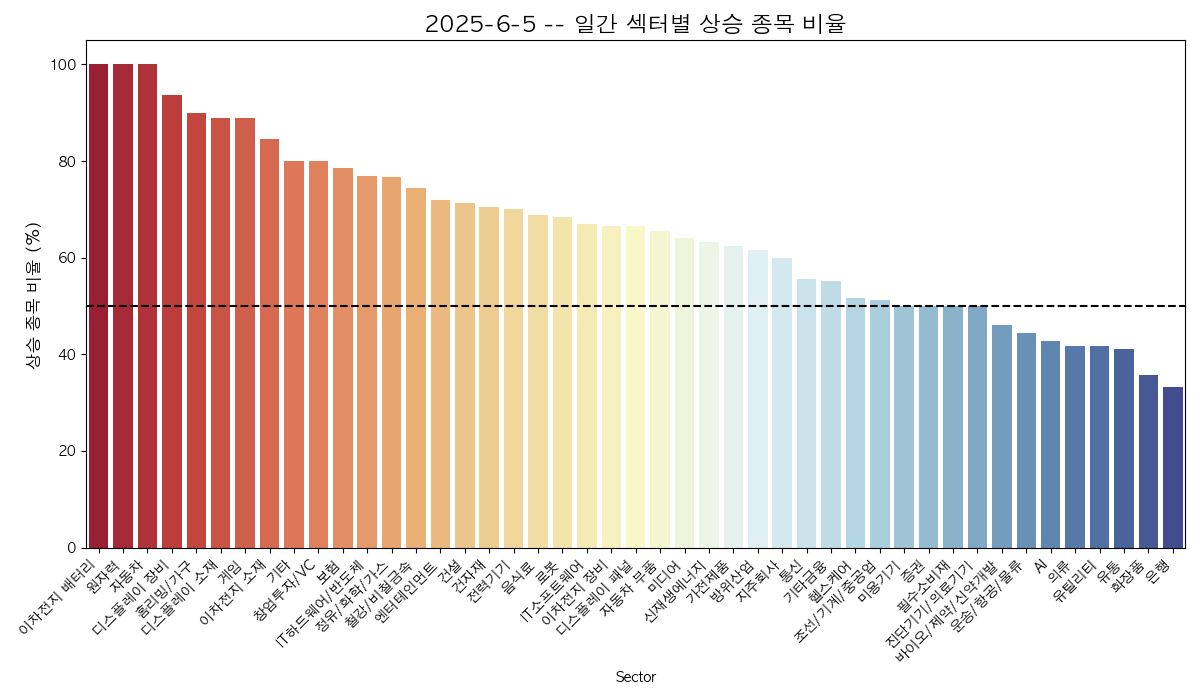 2025-6-5 -- 일간 섹터별 상승 종목 비율
상승 종목 비율 (%)
100
80
60
40
20
0
이차전지 배터리
원자력
자동차
디스플레이 장비
홈리빙/가구
디스플레이 소재
게임
이차전지 소재
기타
창업투자/VC
보험
IT하드웨어/반도체
정유/화학/가스
철강/비철금속
엔터테인먼트
건설
건자재
전력기기
음식료
로봇
IT소프트웨어
이차전지 장비
디스플레이 패널
자동차 부품
미디어
신재생에너지
가전제품
방위산업
지주회사
통신
기타금융
헬스케어
조선/기계/중공업
미용기기
증권
필수소비재
진단기기/의료기기
바이오/제약/신약개발
운송/항공/물류
AI
의류
유틸리티
유통
화장품
은행
Sector